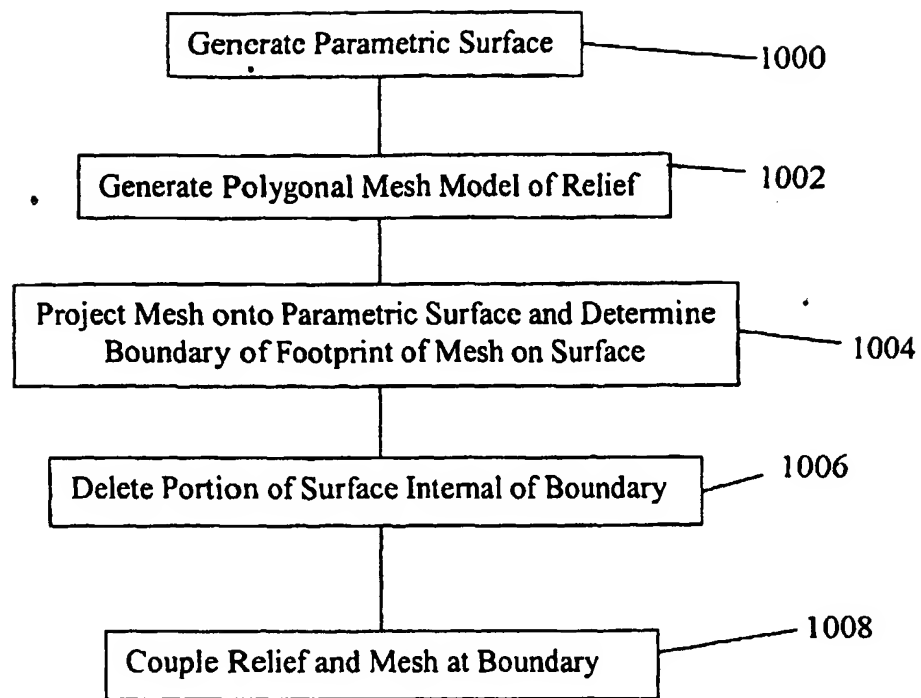 Generate Parametric Surface
1000
Generate Polygonal Mesh Model of Relief
1002
Project Mesh onto Parametric Surface and Determine
Boundary of Footprint of Mesh on Surface
1004
Delete Portion of Surface Internal of Boundary
1006
Couple Relief and Mesh at Boundary
1008